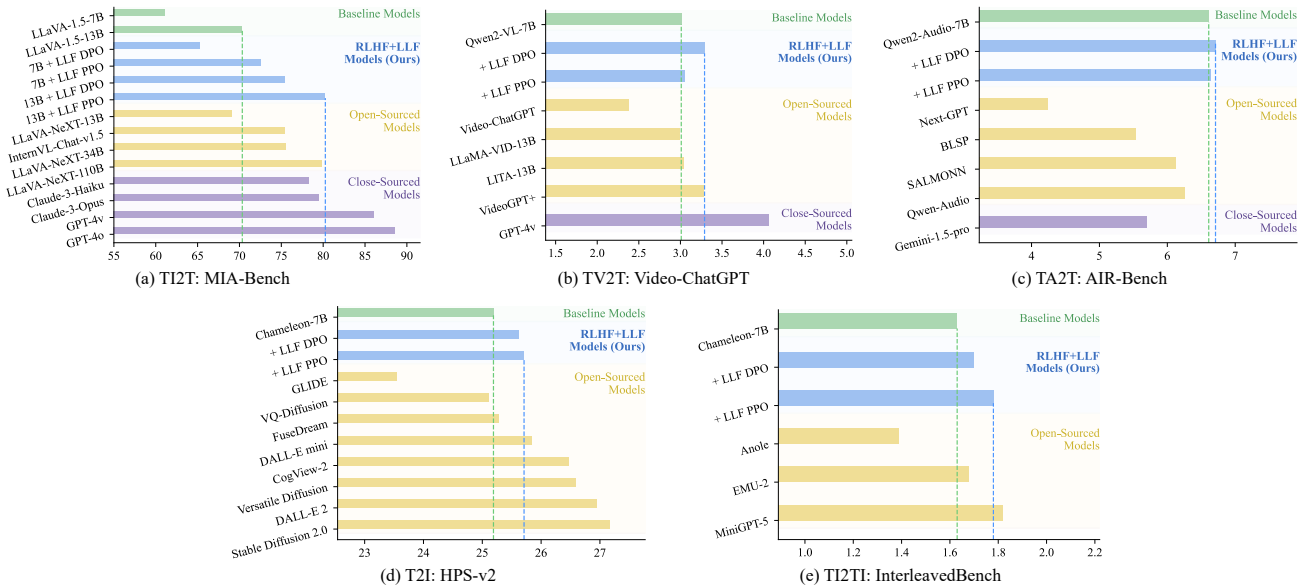 LLaVA-1.5-7B
LLaVA-1.5-13B
7B + LLF DPO
7B + LLF PPO
13B + LLF DPO
13B + LLF PPO
LLaVA-NeXT-13B
InternVL-Chat-v1.5
LLaVA-NeXT-34B
LLaVA-NeXT-110B
Claude-3-Haiku
Claude-3-Opus
GPT-4v
GPT-4o
Baseline Models
RLHF+LLF
Models (Ours)
Open-Sourced
Models
Close-Sourced
Models
55 60 65 70 75 80 85 90
(a) TI2T: MIA-Bench
Qwen2-VL-7B
+ LLF DPO
+ LLF PPO
Video-ChatGPT
LLaMA-VID-13B
LITA-13B
VideoGPT+
GPT-4v
Baseline Models
RLHF+LLF
Models (Ours)
Open-Sourced
Models
Close-Sourced
Models
1.5 2.0 2.5 3.0 3.5 4.0 4.5 5.0
(b) TV2T: Video-ChatGPT
Qwen2-Audio-7B
+ LLF DPO
+ LLF PPO
Next-GPT
BLSP
SALMONN
Qwen-Audio
Gemini-1.5-pro
Baseline Models
RLHF+LLF
Models (Ours)
Open-Sourced
Models
Close-Sourced
Models
4 5 6 7
(c) TA2T: AIR-Bench
Chameleon-7B
+ LLF DPO
+ LLF PPO
GLIDE
VQ-Diffusion
FuseDream
DALL-E mini
CogView-2
Versatile Diffusion
DALL-E 2
Stable Diffusion 2.0
Baseline Models
RLHF+LLF
Models (Ours)
Open-Sourced
Models
23 24 25 26 27
(d) T2I: HPS-v2
Chameleon-7B
+ LLF DPO
+ LLF PPO
Anole
EMU-2
MiniGPT-5
Baseline Models
RLHF+LLF
Models (Ours)
Open-Sourced
Models
1.0 1.2 1.4 1.6 1.8 2.0 2.2
(e) TI2TI: InterleavedBench